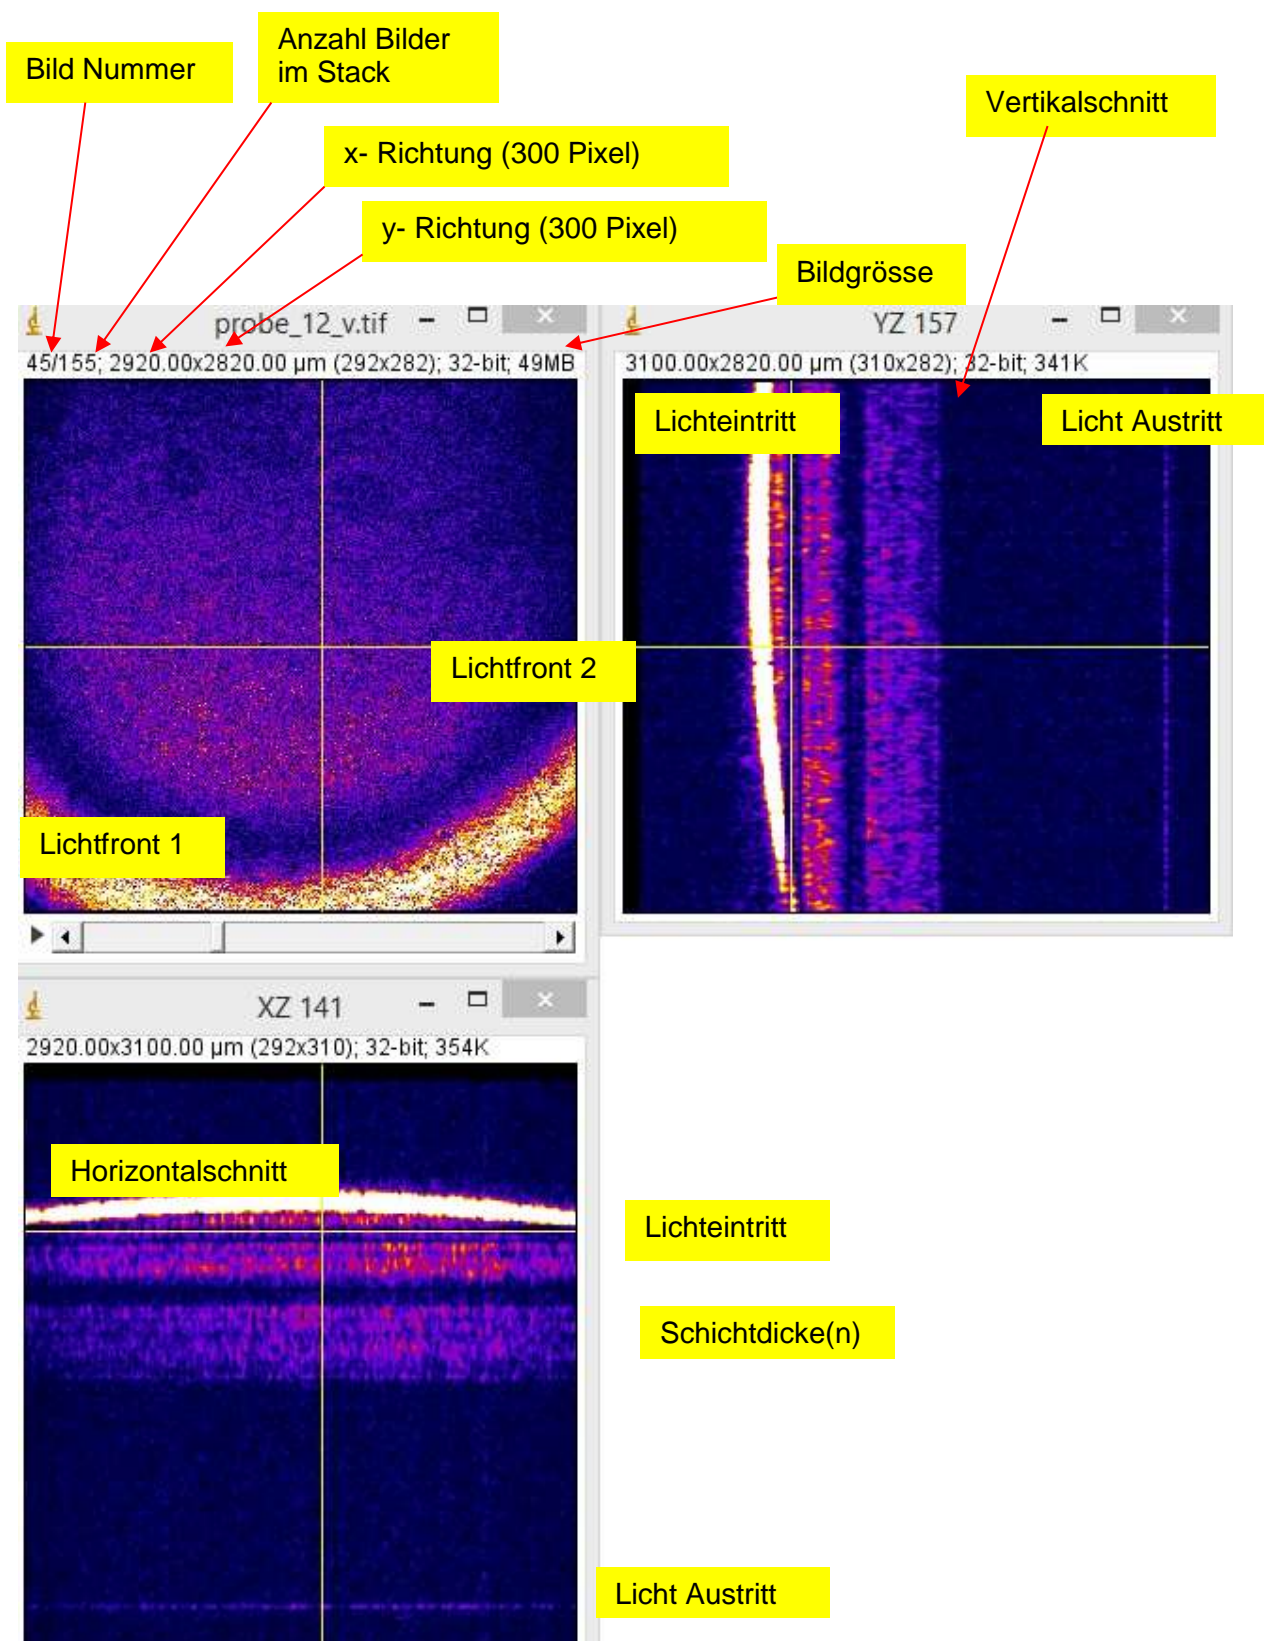 Bild Nummer
Anzahl Bilder
im Stack
Vertikalschnitt
x- Richtung (300 Pixel)
y- Richtung (300 Pixel)
Bildgrösse
probe_12_v.tif
YZ 157
45/155; 2920.00x2820.00 µm (292x282); 32-bit; 49MB
3100.00x2820.00 µm (310x282); 32-bit; 341K
Lichteintritt
Licht Austritt
Lichtfront 2
Lichtfront 1
XZ 141
2920.00x3100.00 µm (292x310); 32-bit; 354K
Horizontalschnitt
Lichteintritt
Schichtdicke(n)
Licht Austritt